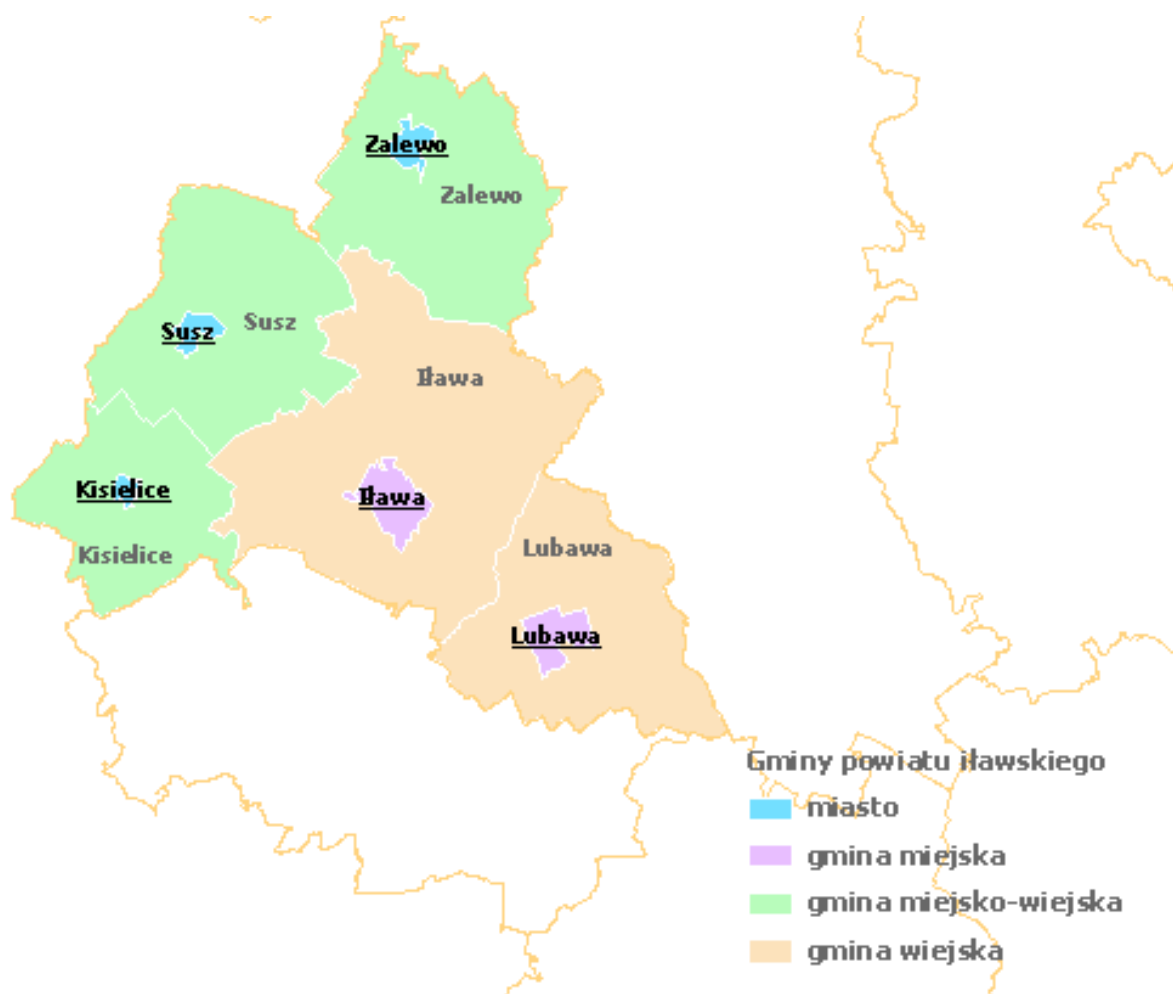 Zalewo
Zalewo
Susz
Susz
Iława
Kisielice
Iława
Kisielice
Lubawa
Lubawa
Gminy powiatu iławskiego
miasto
gmina miejska
gmina miejsko-wiejska
gmina wiejska